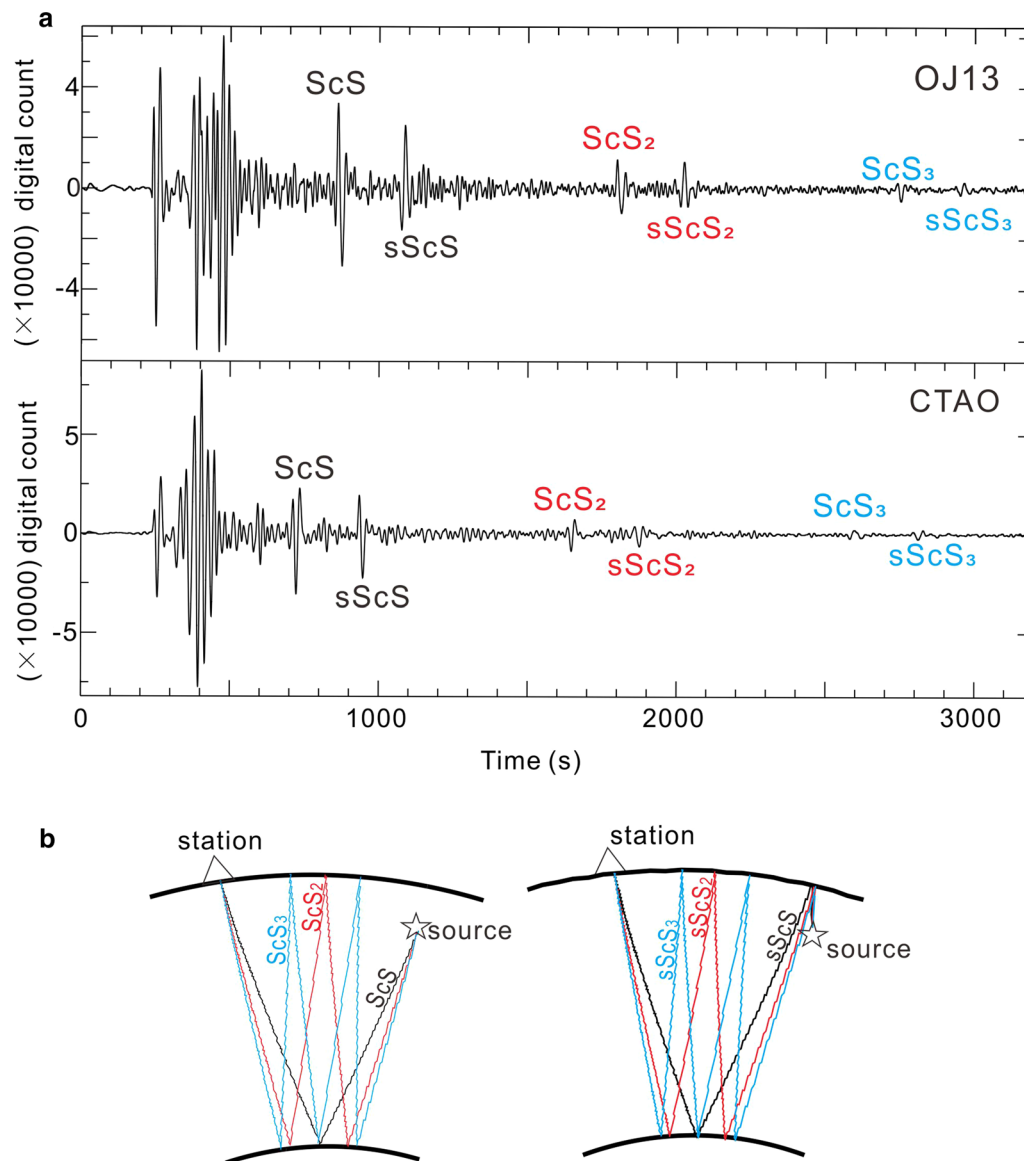 a
(×10000) digital count
4
0
-4
OJ13
ScS
sScS
ScS₂
sScS₂
ScS₃
sScS₃
(×10000) digital count
5
0
-5
CTAO
ScS
sScS
ScS₂
sScS₂
ScS₃
sScS₃
0 1000 2000 3000
Time (s)
b
station
ScS₃
ScS₂
ScS
source
station
sScS₃
sScS₂
sScS
source